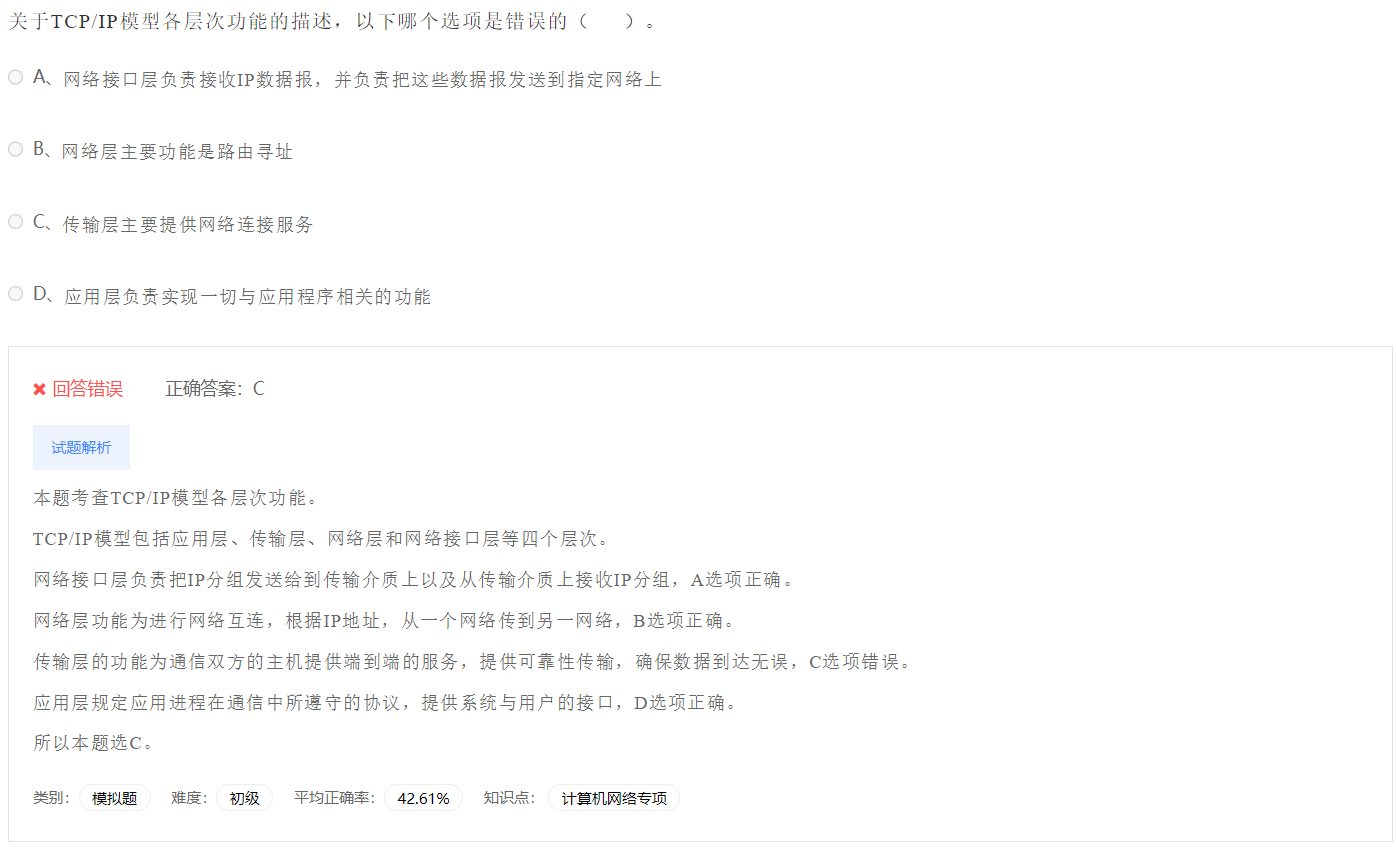 关于TCP/IP模型各层次功能的描述，以下哪个选项是错误的（　　）。
A、网络接口层负责接收IP数据报，并负责把这些数据报发送到指定网络上
B、网络层主要功能是路由寻址
C、传输层主要提供网络连接服务
D、应用层负责实现一切与应用程序相关的功能
✖ 回答错误 正确答案：C
试题解析
本题考查TCP/IP模型各层次功能。
TCP/IP模型包括应用层、传输层、网络层和网络接口层等四个层次。
网络接口层负责把IP分组发送给到传输介质上以及从传输介质上接收IP分组，A选项正确。
网络层功能为进行网络互连，根据IP地址，从一个网络传到另一网络，B选项正确。
传输层的功能为通信双方的主机提供端到端的服务，提供可靠性传输，确保数据到达无误，C选项错误。
应用层规定应用进程在通信中所遵守的协议，提供系统与用户的接口，D选项正确。
所以本题选C。
类别： 模拟题 难度： 初级 平均正确率： 42.61% 知识点： 计算机网络专项